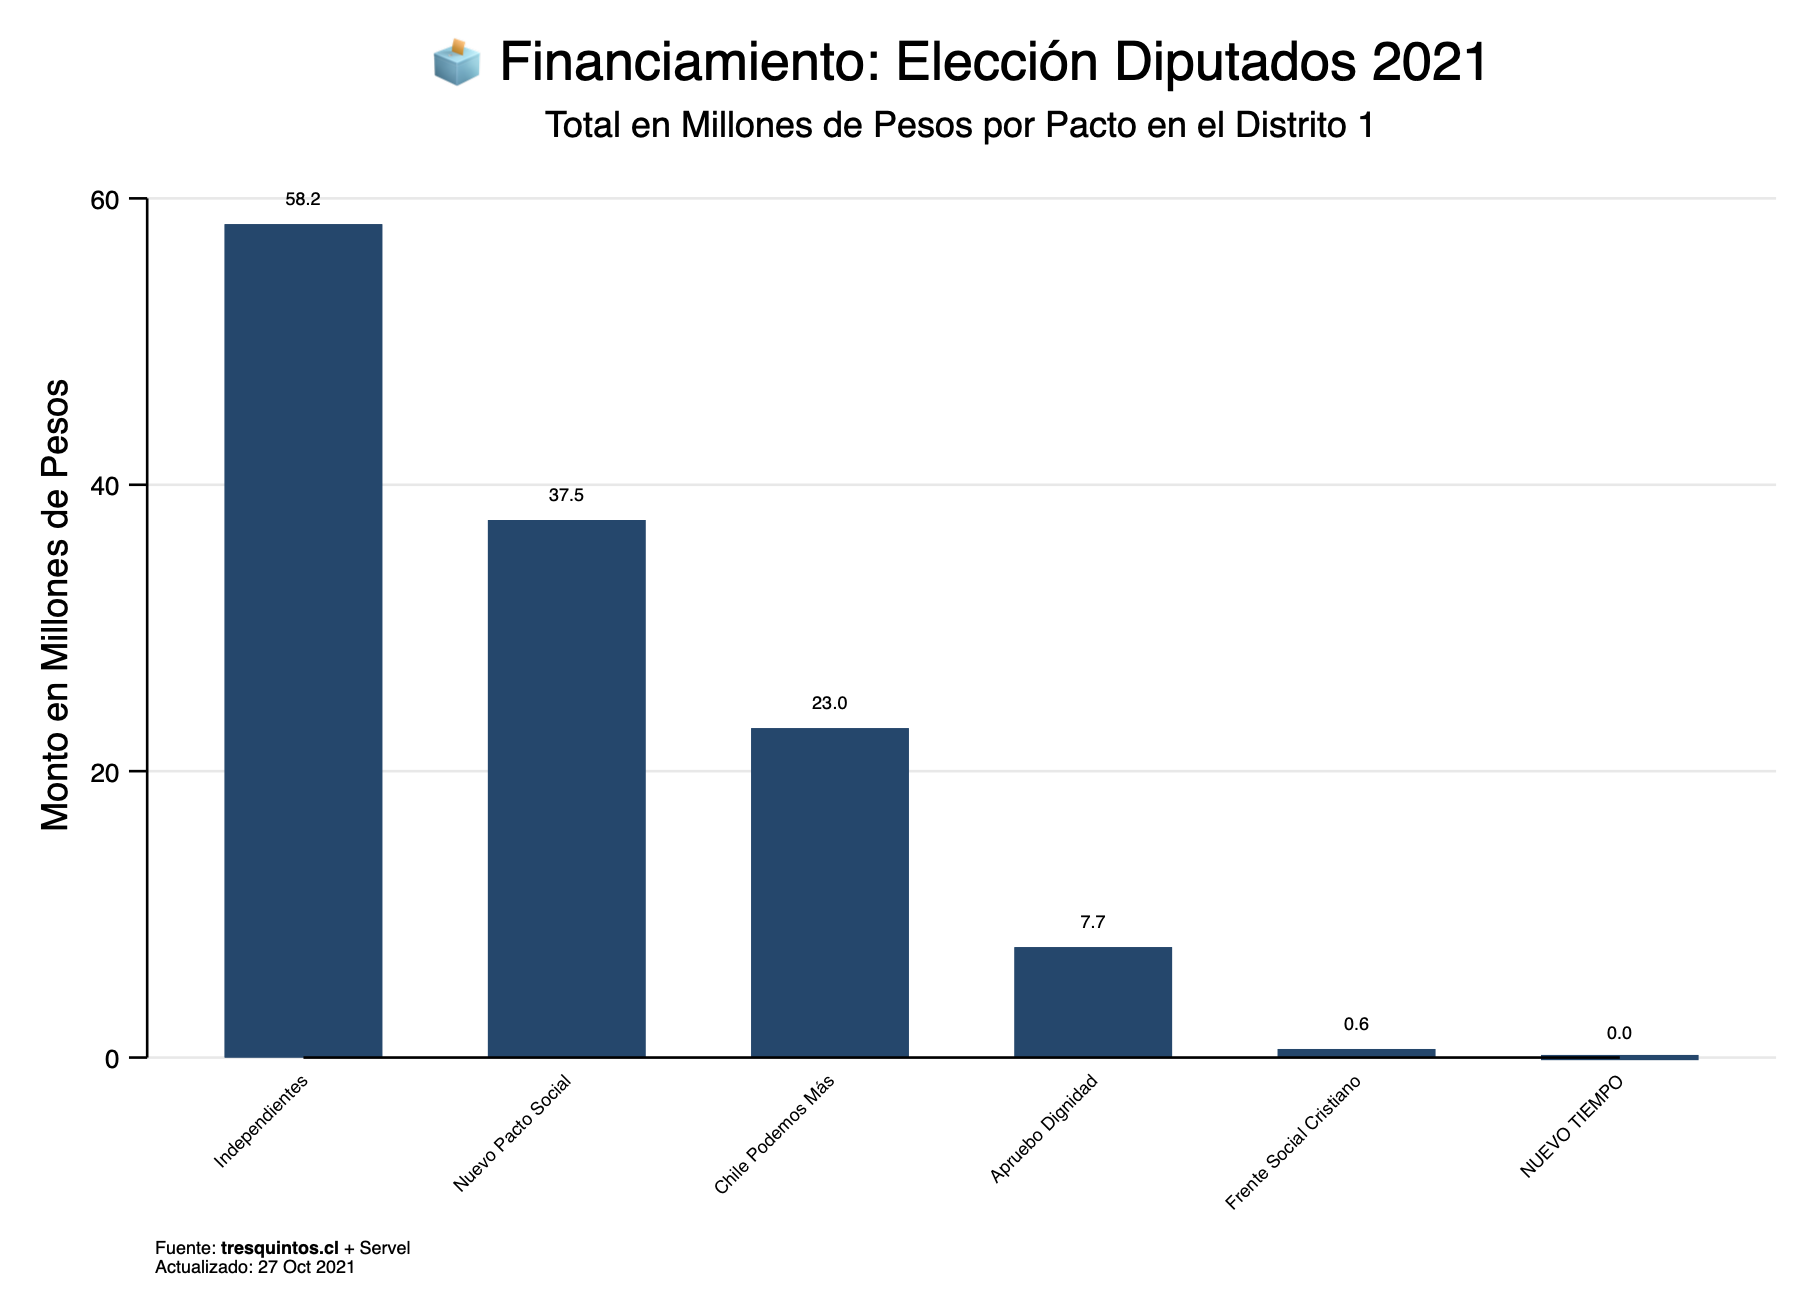 Financiamiento: Elección Diputados 2021
Total en Millones de Pesos por Pacto en el Distrito 1
Monto en Millones de Pesos
60
40
20
0
58.2
37.5
23.0
7.7
0.6
0.0
Independientes
Nuevo Pacto Social
Chile Podemos Más
Apruebo Dignidad
Frente Social Cristiano
NUEVO TIEMPO
Fuente: tresquintos.cl + Servel
Actualizado: 27 Oct 2021